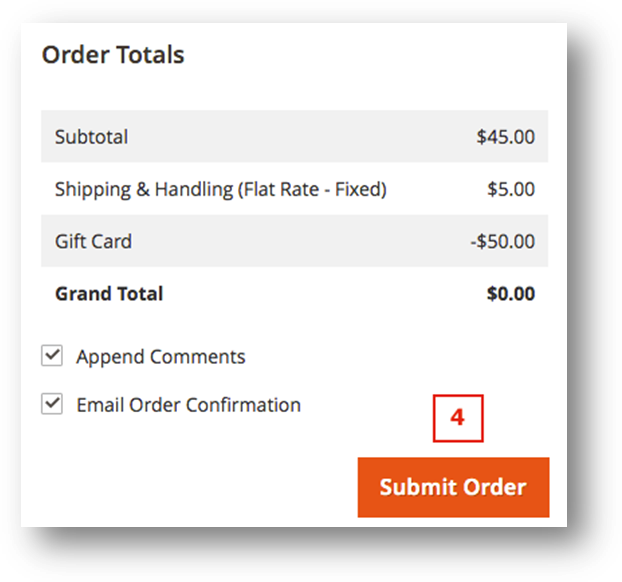 Order Totals
Subtotal $45.00
Shipping & Handling (Flat Rate - Fixed) $5.00
Gift Card -$50.00
Grand Total $0.00
Append Comments
Email Order Confirmation
4
Submit Order